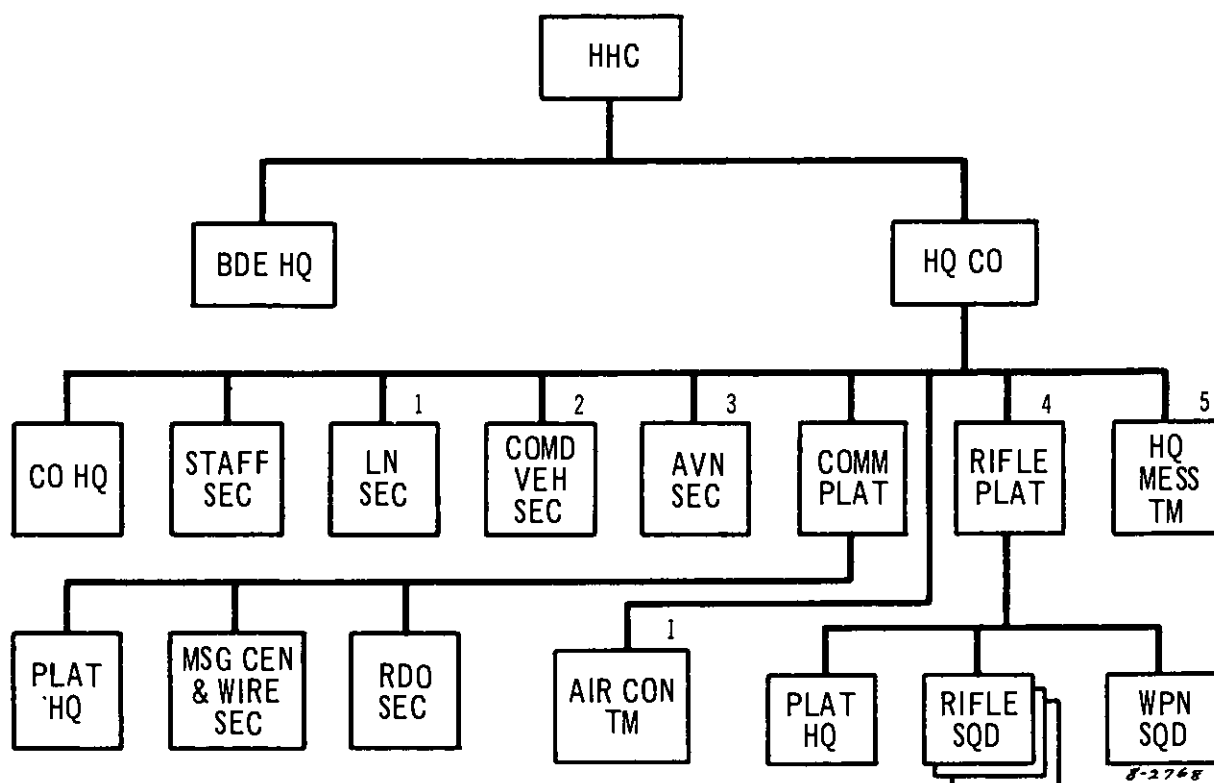 HHC
BDE HQ
HQ CO
1
2
3
4
5
CO HQ
STAFF
SEC
LN
SEC
COMD
VEH
SEC
AVN
SEC
COMM
PLAT
RIFLE
PLAT
HQ
MESS
TM
1
PLAT
HQ
MSG CEN
& WIRE
SEC
RDO
SEC
AIR CON
TM
PLAT
HQ
RIFLE
SQD
WPN
SQD
8-2768